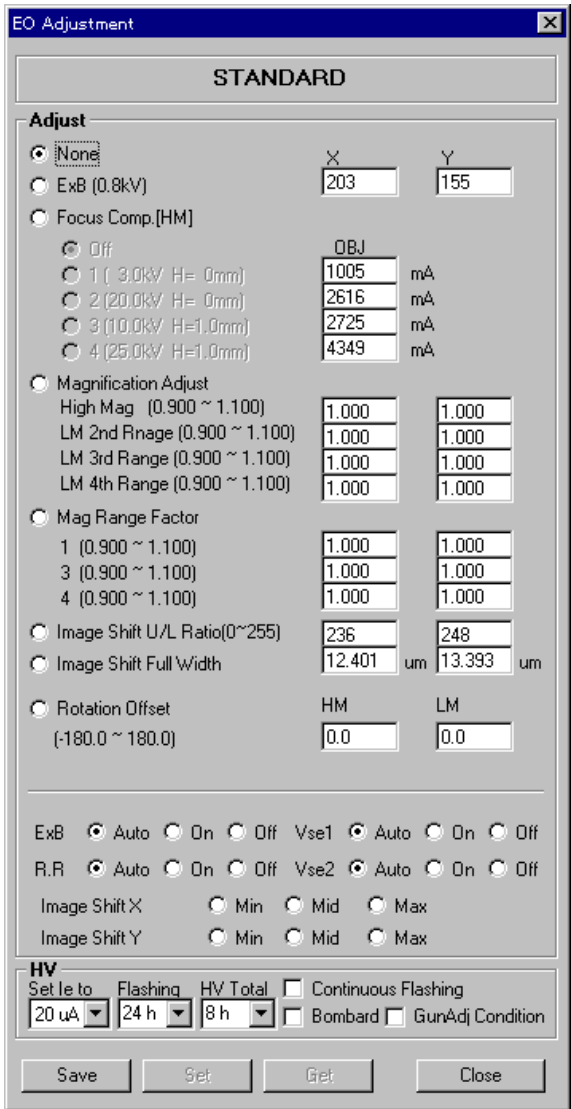 EO Adjustment
STANDARD
Adjust
None X Y
ExB (0.8kV) 203 155
Focus Comp.[HM]
Off OBJ
1 ( 3.0kV H= 0mm) 1005 mA
2 (20.0kV H= 0mm) 2616
3 (10.0kV H=1.0mm) 2725 mA
4 (25.0kV H=1.0mm) 4349 mA
Magnification Adjust
High Mag (0.900 ~ 1.100) 1.000 1.000
LM 2nd Rnage (0.900 ~ 1.100) 1.000 1.000
LM 3rd Range (0.900 ~ 1.100) 1.000 1.000
LM 4th Range (0.900 ~ 1.100) 1.000 1.000
Mag Range Factor
1 (0.900 ~ 1.100) 1.000 1.000
3 (0.900 ~ 1.100) 1.000 1.000
4 (0.900 ~ 1.100) 1.000 1.000
Image Shift U/L Ratio(0~255) 236 248
Image Shift Full Width 12.401 um 13.393 um
Rotation Offset HM LM
(-180.0 ~ 180.0) 0.0 0.0
ExB Auto On Off Vse1 Auto On Off
R.R Auto On Off Vse2 Auto On Off
Image Shift X Min Mid Max
Image Shift Y Min Mid Max
HV
Set Ie to Flashing HV Total Continuous Flashing
20 uA 24 h 8 h Bombard GunAdj Condition
Save Set Get Close